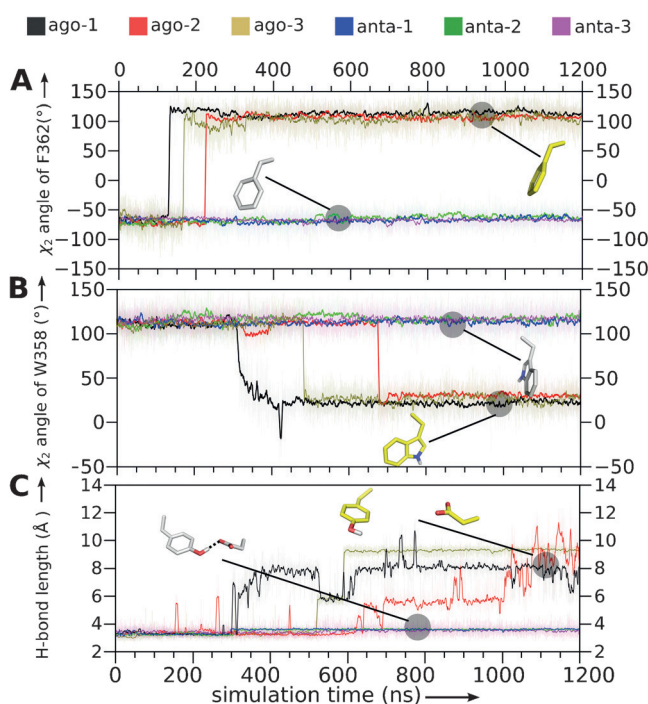 ago-1 ago-2 ago-3 anta-1 anta-2 anta-3
0 200 400 600 800 1000 1200
A
χ2 angle of F362(°)
150 150
100 100
50 50
0 0
−50 −50
−100 −100
−150 −150
B
χ2 angle of W358 (°)
150 150
100 100
50 50
0 0
-50 -50
C
H-bond length (Å)
14 14
12 12
10 10
8 8
6 6
4 4
2 2
0 200 400 600 800 1000 1200
simulation time (ns)